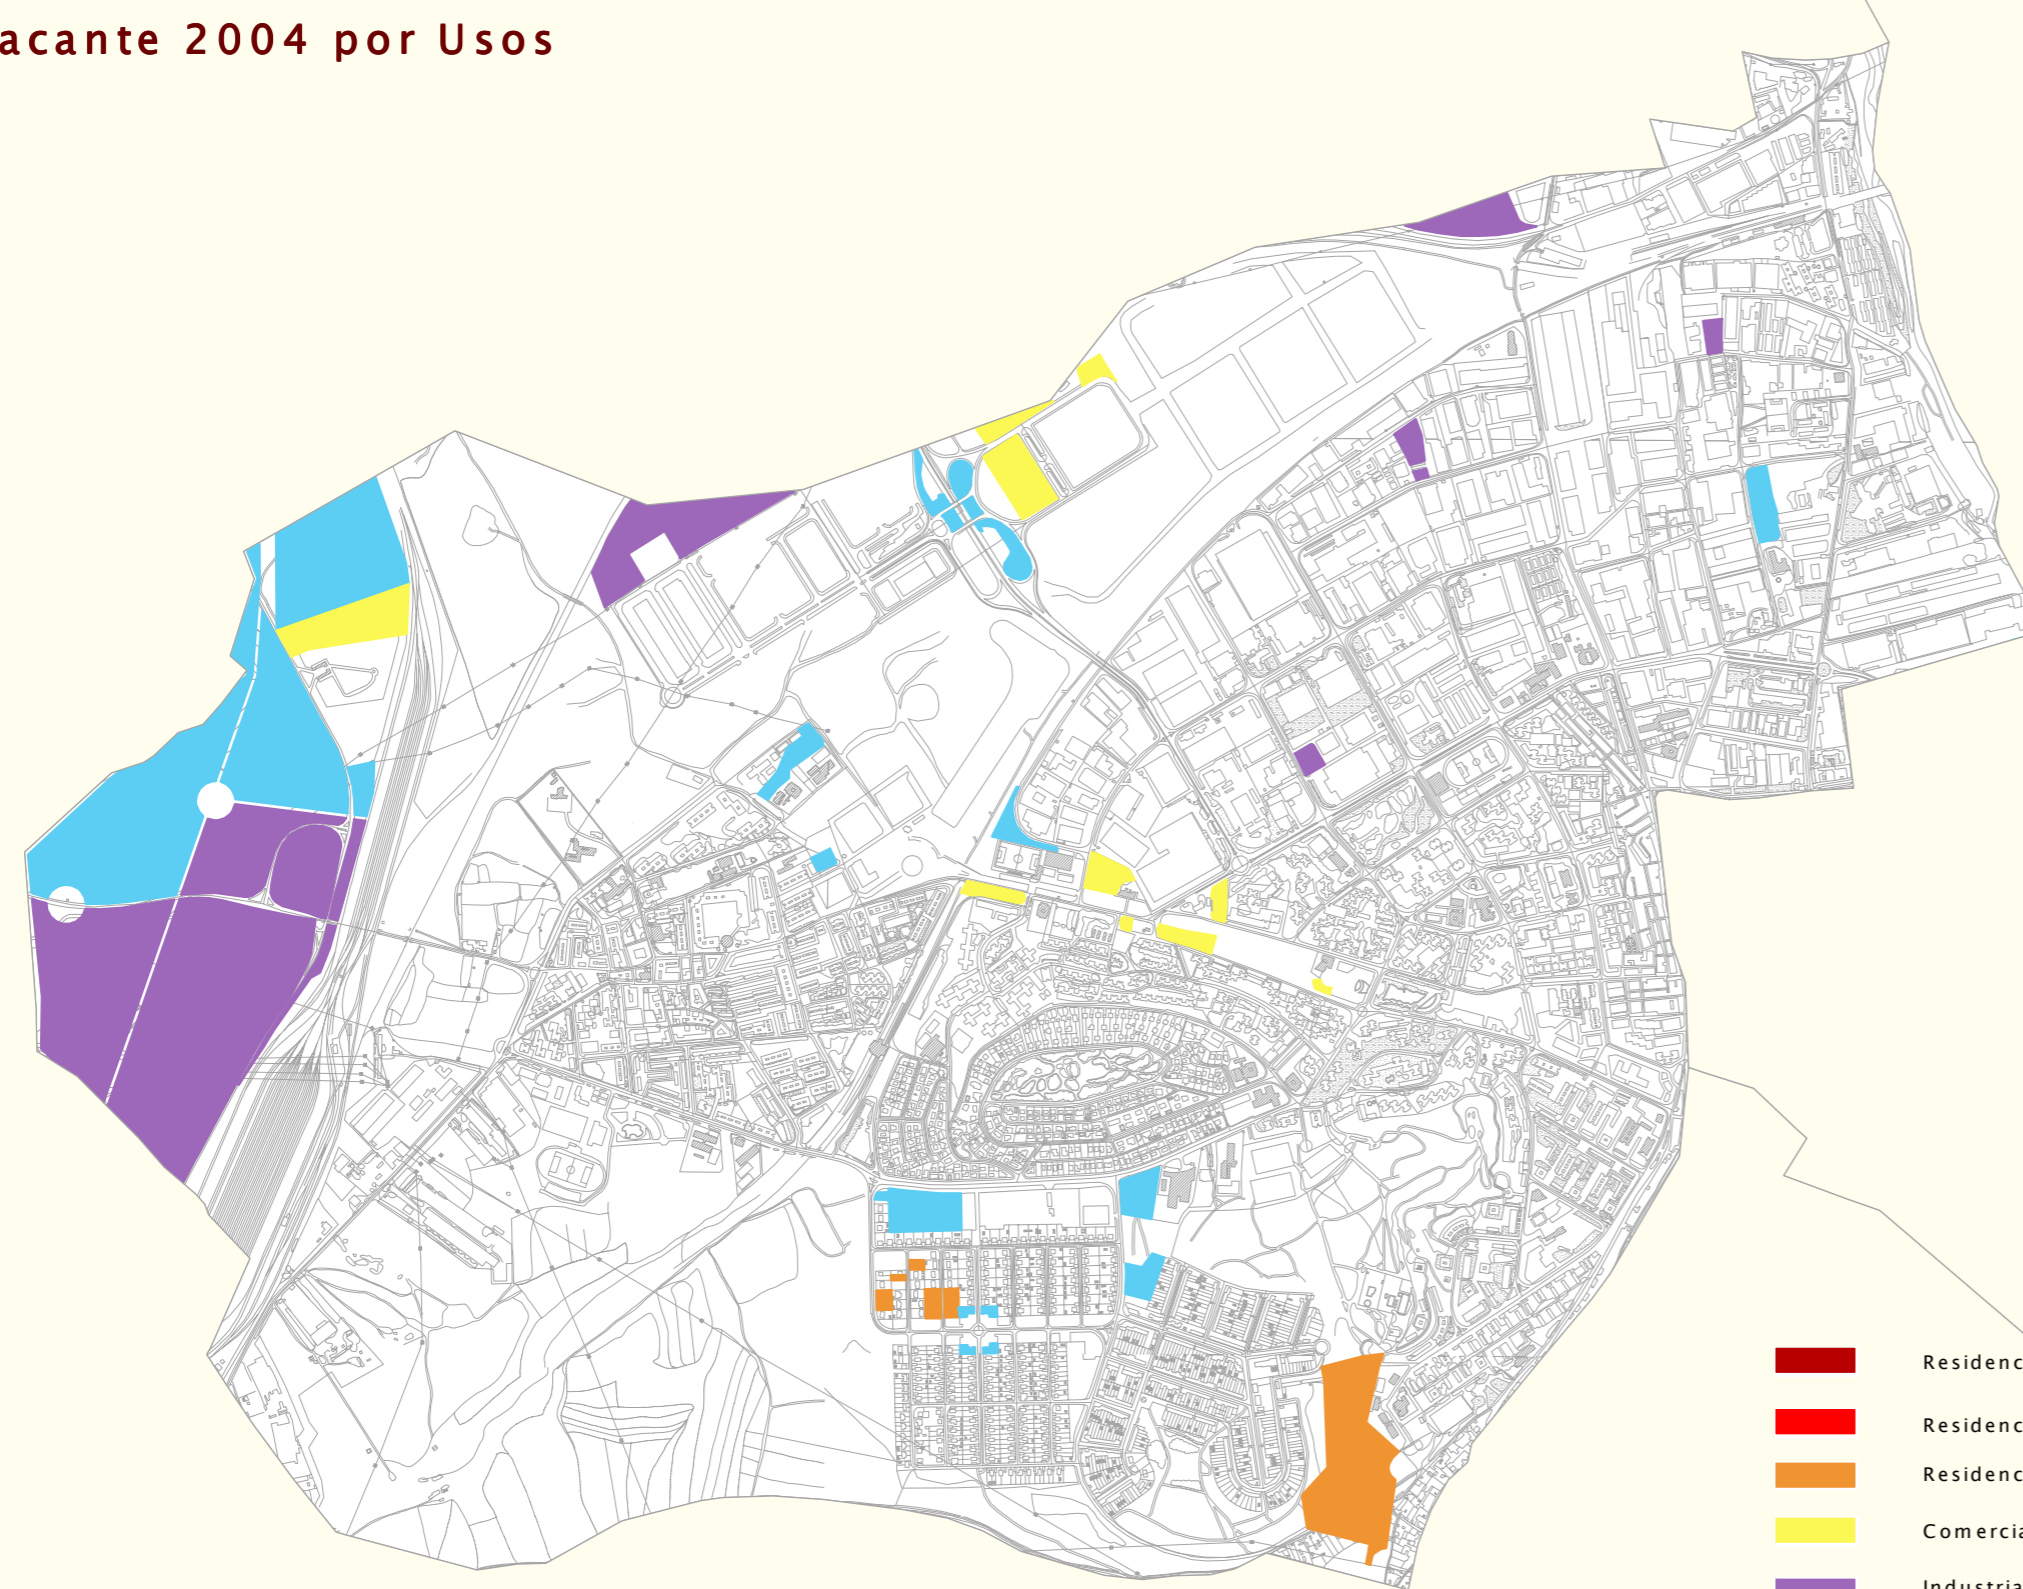 acante 2004 por Usos
Residenc
Residenc
Residenc
Comercia
Industria